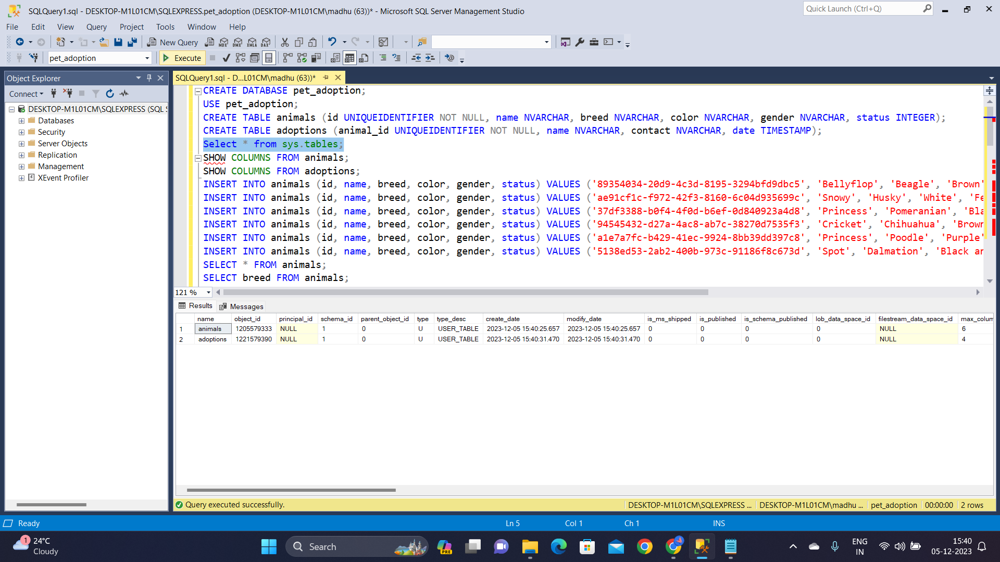 SQLQuery1.sql - DESKTOP-M1L01CM\SQLEXPRESS.pet_adoption (DESKTOP-M1L01CM\madhu (63))* - Microsoft SQL Server Management Studio
Quick Launch (Ctrl+Q)
File Edit View Query Project Tools Window Help
New Query MDX DMX XMLA DAX
pet_adoption Execute
Object Explorer
Connect
DESKTOP-M1L01CM\SQLEXPRESS (SQL S
Databases
Security
Server Objects
Replication
Management
XEvent Profiler
SQLQuery1.sql - D...L01CM\madhu (63))*
CREATE DATABASE pet_adoption;
USE pet_adoption;
CREATE TABLE animals (id UNIQUEIDENTIFIER NOT NULL, name NVARCHAR, breed NVARCHAR, color NVARCHAR, gender NVARCHAR, status INTEGER);
CREATE TABLE adoptions (animal_id UNIQUEIDENTIFIER NOT NULL, name NVARCHAR, contact NVARCHAR, date TIMESTAMP);
Select * from sys.tables;
SHOW COLUMNS FROM animals;
SHOW COLUMNS FROM adoptions;
INSERT INTO animals (id, name, breed, color, gender, status) VALUES ('89354034-20d9-4c3d-8195-3294bfd9dbc5', 'Bellyflop', 'Beagle', 'Brown'
INSERT INTO animals (id, name, breed, color, gender, status) VALUES ('ae91cf1c-f972-42f3-8160-6c04d935699c', 'Snowy', 'Husky', 'White', 'Fe
INSERT INTO animals (id, name, breed, color, gender, status) VALUES ('37df3388-b0f4-4f0d-b6ef-0d840923a4d8', 'Princess', 'Pomeranian', 'Bla
INSERT INTO animals (id, name, breed, color, gender, status) VALUES ('94545432-d27a-4ac8-ab7c-38270d7535f3', 'Cricket', 'Chihuahua', 'Brown
INSERT INTO animals (id, name, breed, color, gender, status) VALUES ('a1e7a7fc-b429-41ec-9924-8bb39dd397c8', 'Princess', 'Poodle', 'Purple'
INSERT INTO animals (id, name, breed, color, gender, status) VALUES ('5138ed53-2ab2-400b-973c-91186f8c673d', 'Spot', 'Dalmation', 'Black an
SELECT * FROM animals;
SELECT breed FROM animals;
121 %
Results Messages
name object_id principal_id schema_id parent_object_id type type_desc create_date modify_date is_ms_shipped is_published is_schema_published lob_data_space_id filestream_data_space_id max_colum
1 animals 1205579333 NULL 1 0 U USER_TABLE 2023-12-05 15:40:25.657 2023-12-05 15:40:25.657 0 0 0 0 NULL 6
2 adoptions 1221579390 NULL 1 0 U USER_TABLE 2023-12-05 15:40:31.470 2023-12-05 15:40:31.470 0 0 0 0 NULL 4
Query executed successfully. DESKTOP-M1L01CM\SQLEXPRESS ... DESKTOP-M1L01CM\madhu ... pet_adoption 00:00:00 2 rows
Ready Ln 5 Col 1 Ch 1 INS
1 24°C
Cloudy
Search
PRE
ENG
IN
15:40
05-12-2023